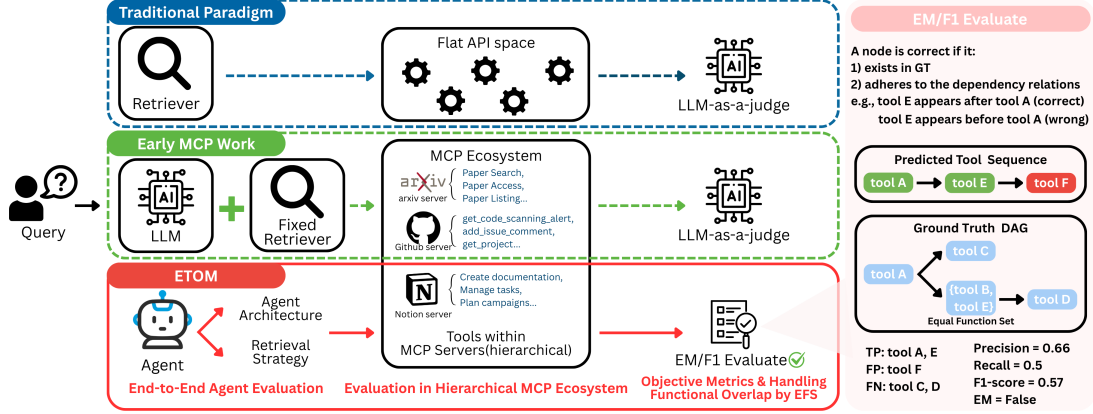 Traditional Paradigm
Retriever
Flat API space
AI
LLM-as-a-judge
Early MCP Work
Query
AI
LLM
Fixed
Retriever
MCP Ecosystem
arXiv
arxiv server
Paper Search,
Paper Access,
Paper Listing...
Github server
get_code_scanning_alert,
add_issue_comment,
get_project...
AI
LLM-as-a-judge
ETOM
Agent
Agent
Architecture
Retrieval
Strategy
End-to-End Agent Evaluation
N
Notion server
Create documentation,
Manage tasks,
Plan campaigns...
Tools within
MCP Servers(hierarchical)
Evaluation in Hierarchical MCP Ecosystem
EM/F1 Evaluate
Objective Metrics & Handling
Functional Overlap by EFS
EM/F1 Evaluate
A node is correct if it:
1) exists in GT
2) adheres to the dependency relations
e.g., tool E appears after tool A (correct)
tool E appears before tool A (wrong)
Predicted Tool Sequence
tool A
tool E
tool F
Ground Truth DAG
tool A
tool C
{tool B,
tool E}
tool D
Equal Function Set
TP: tool A, E
FP: tool F
FN: tool C, D
Precision = 0.66
Recall = 0.5
F1-score = 0.57
EM = False